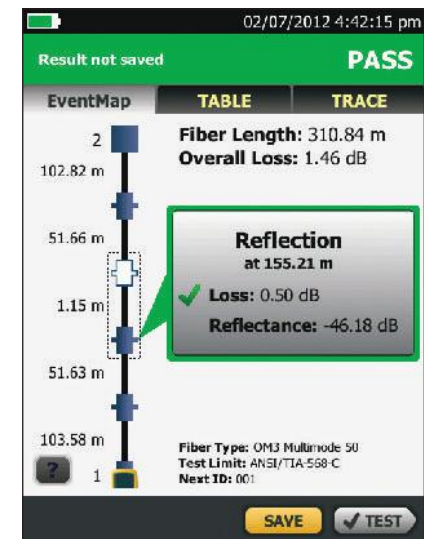 02/07/2012 4:42:15 pm
Result not saved
PASS
EventMap
TABLE
TRACE
2
102.82 m
51.66 m
1.15 m
51.63 m
103.58 m
?
1
Fiber Length: 310.84 m
Overall Loss: 1.46 dB
Reflection
at 155.21 m
Loss: 0.50 dB
Reflectance: -46.18 dB
Fiber Type: OM3 Multimode 50
Test Limit: ANSI/TIA-568-C
Next ID: 001
SAVE
TEST